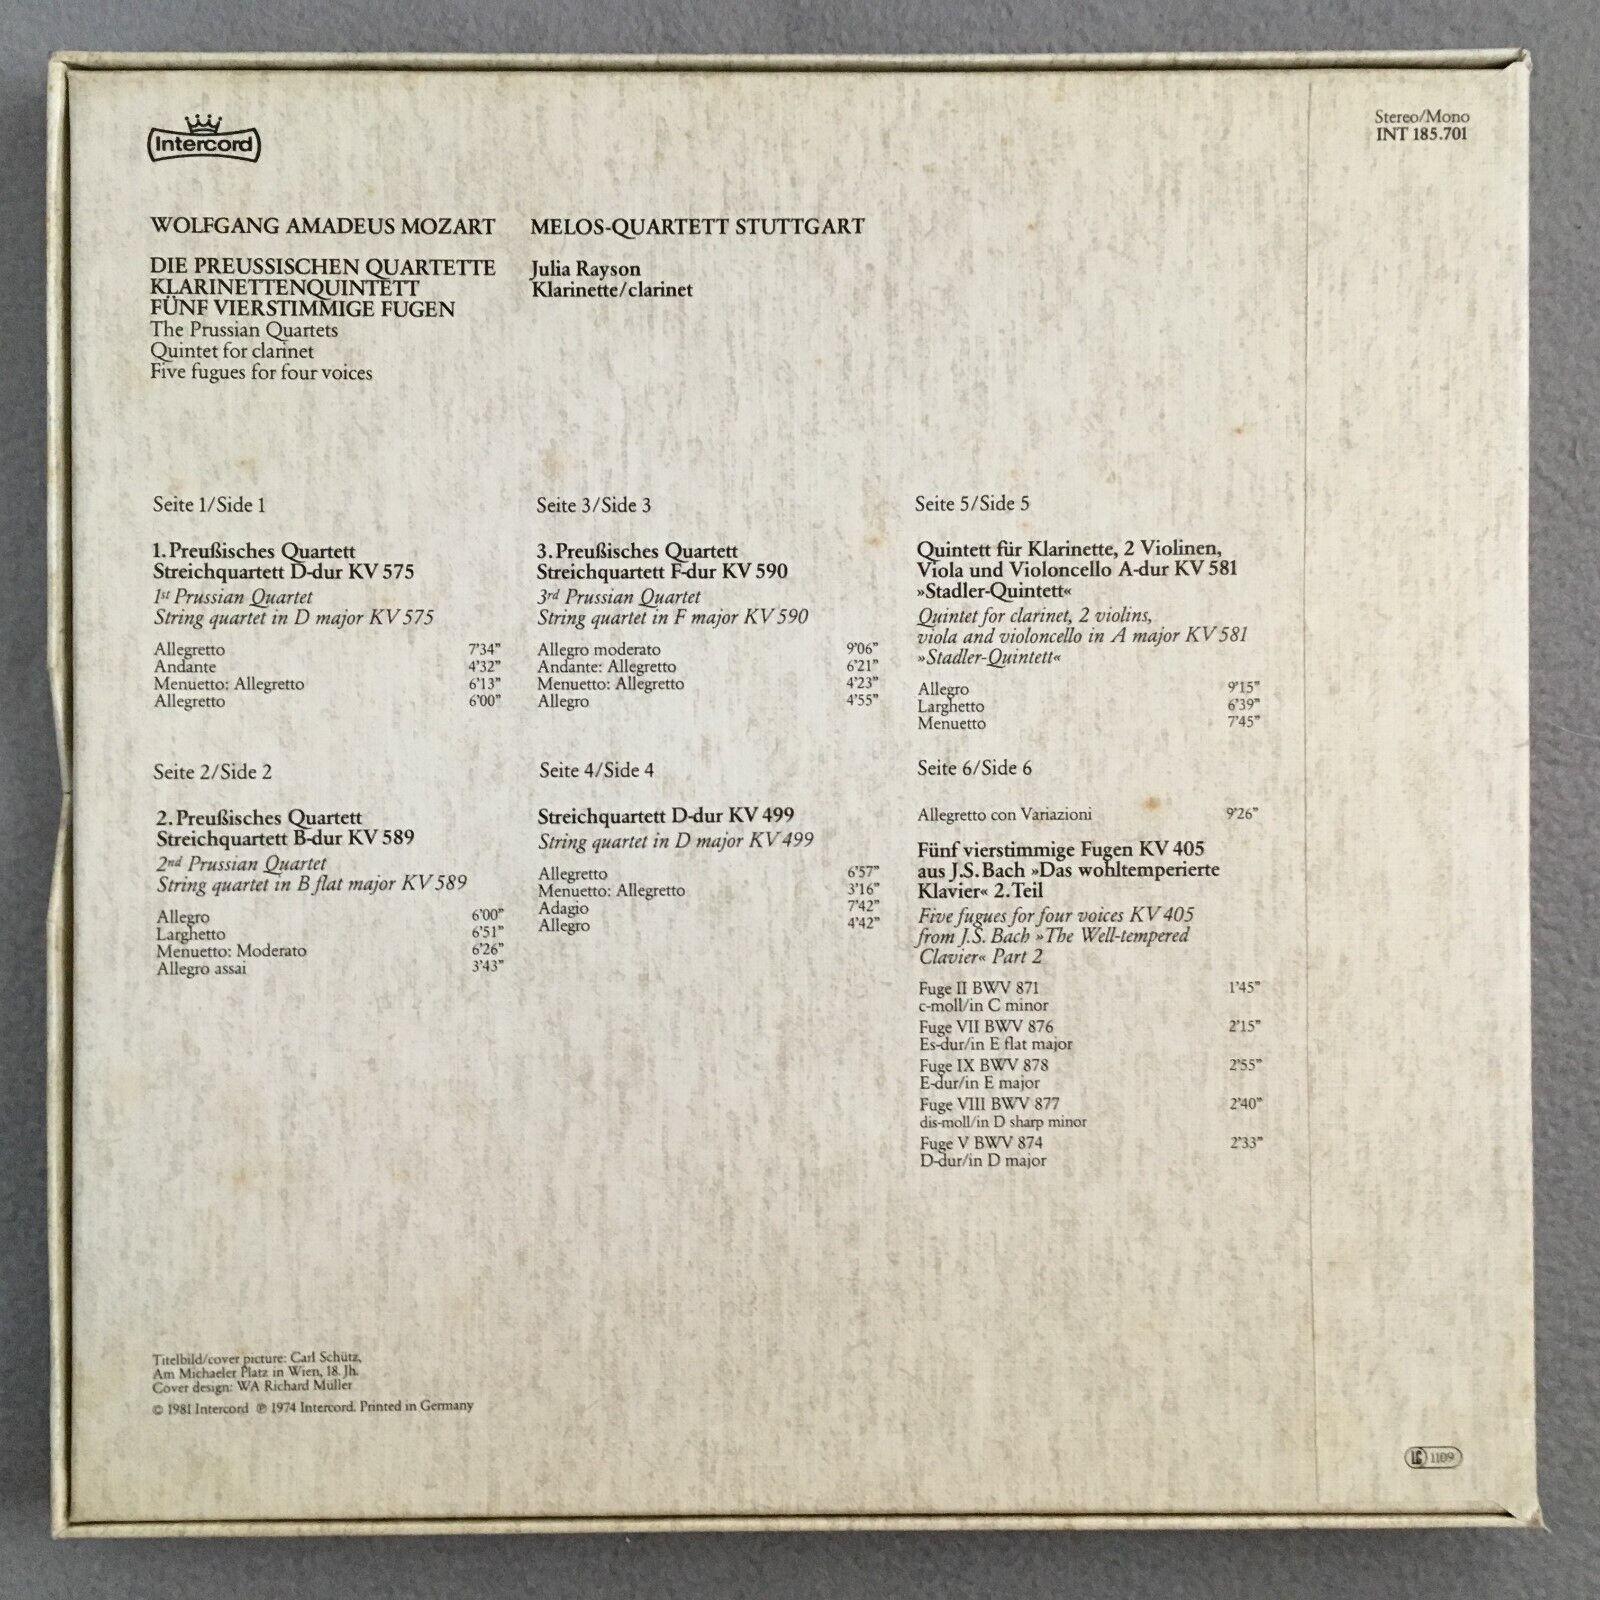 Intercord
Stereo/Mono
INT 185.701
WOLFGANG AMADEUS MOZART
DIE PREUSSISCHEN QUARTETTE
KLARINETTENQUINTETT
FÜNF VIERSTIMMIGE FUGEN
The Prussian Quartets
Quintet for clarinet
Five fugues for four voices
MELOS-QUARTETT STUTTGART
Julia Rayson
Klarinette/clarinet
Seite 1/Side 1
1. Preußisches Quartett
Streichquartett D-dur KV 575
1st Prussian Quartet
String quartet in D major KV 575
Allegretto 7'34"
Andante 4'32"
Menuetto: Allegretto 6'13"
Allegretto 6'00"
Seite 2/Side 2
2. Preußisches Quartett
Streichquartett B-dur KV 589
2nd Prussian Quartet
String quartet in B flat major KV 589
Allegro 6'00"
Larghetto 6'51"
Menuetto: Moderato 6'26"
Allegro assai 3'43"
Seite 3/Side 3
3. Preußisches Quartett
Streichquartett F-dur KV 590
3rd Prussian Quartet
String quartet in F major KV 590
Allegro moderato 9'06"
Andante: Allegretto 6'21"
Menuetto: Allegretto 4'23"
Allegro 4'55"
Seite 4/Side 4
Streichquartett D-dur KV 499
String quartet in D major KV 499
Allegretto 6'57"
Menuetto: Allegretto 3'16"
Adagio 7'42"
Allegro 4'42"
Seite 5/Side 5
Quintett für Klarinette, 2 Violinen,
Viola und Violoncello A-dur KV 581
»Stadler-Quintett«
Quintet for clarinet, 2 violins,
viola and violoncello in A major KV 581
»Stadler-Quintett«
Allegro 9'15"
Larghetto 6'39"
Menuetto 7'45"
Seite 6/Side 6
Allegretto con Variazioni 9'26"
Fünf vierstimmige Fugen KV 405
aus J.S. Bach »Das wohltemperierte
Klavier« 2. Teil
Five fugues for four voices KV 405
from J.S. Bach »The Well-tempered
Clavier« Part 2
Fuge II BWV 871 1'45"
c-moll/in C minor
Fuge VII BWV 876 2'15"
Es-dur/in E flat major
Fuge IX BWV 878 2'55"
E-dur/in E major
Fuge VIII BWV 877 2'40"
dis-moll/in D sharp minor
Fuge V BWV 874 2'33"
D-dur/in D major
Titelbild/cover picture: Carl Schütz,
Am Michaeler Platz in Wien, 18. Jh.
Cover design: WA Richard Müller
© 1981 Intercord ℗ 1974 Intercord. Printed in Germany
LC 1109